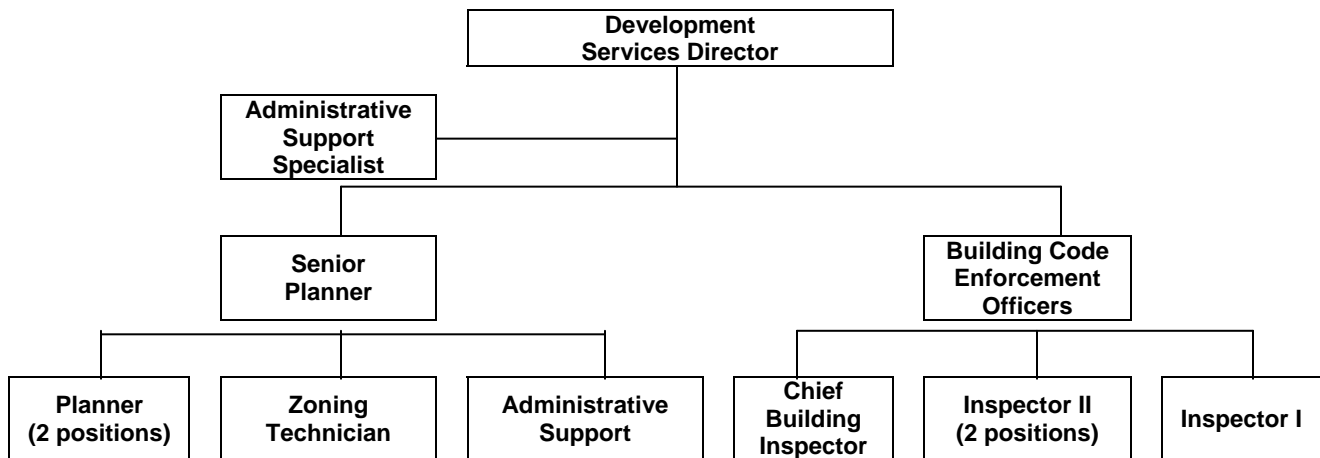 Development
Services Director
Administrative
Support
Specialist
Senior
Planner
Building Code
Enforcement
Officers
Planner
(2 positions)
Zoning
Technician
Administrative
Support
Chief
Building
Inspector
Inspector II
(2 positions)
Inspector I